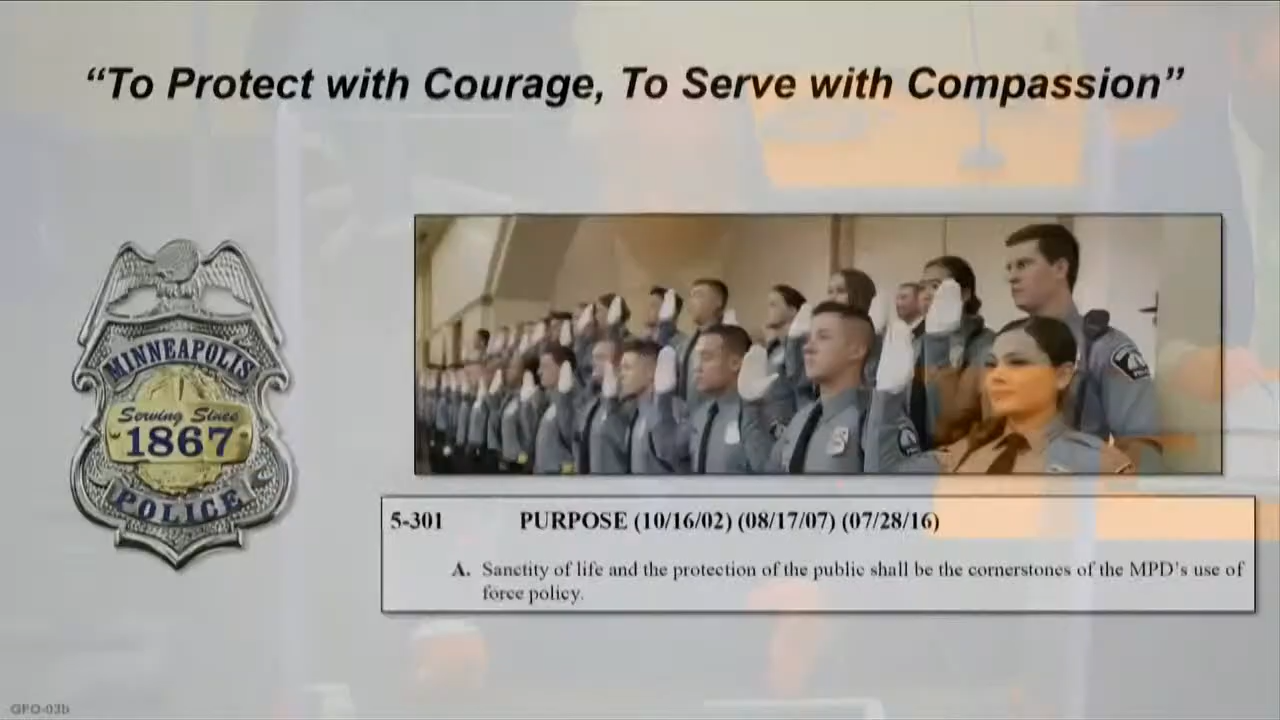 “To Protect with Courage, To Serve with Compassion”
MINNEAPOLIS
Serving Since
1867
POLICE
5-301 PURPOSE (10/16/02) (08/17/07) (07/28/16)
A. Sanctity of life and the protection of the public shall be the cornerstones of the MPD's use of
force policy.
GPO-03b